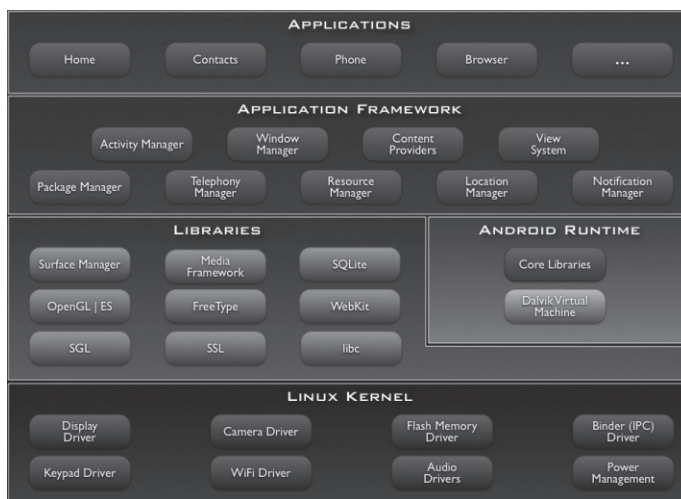 APPLICATIONS
Home
Contacts
Phone
Browser
...
APPLICATION FRAMEWORK
Activity Manager
Window
Manager
Content
Providers
View
System
Package Manager
Telephony
Manager
Resource
Manager
Location
Manager
Notification
Manager
LIBRARIES
Surface Manager
Media
Framework
SQLite
OpenGL | ES
FreeType
WebKit
SGL
SSL
libc
ANDROID RUNTIME
Core Libraries
Dalvik Virtual
Machine
LINUX KERNEL
Display
Driver
Camera Driver
Flash Memory
Driver
Binder (IPC)
Driver
Keypad Driver
WiFi Driver
Audio
Drivers
Power
Management